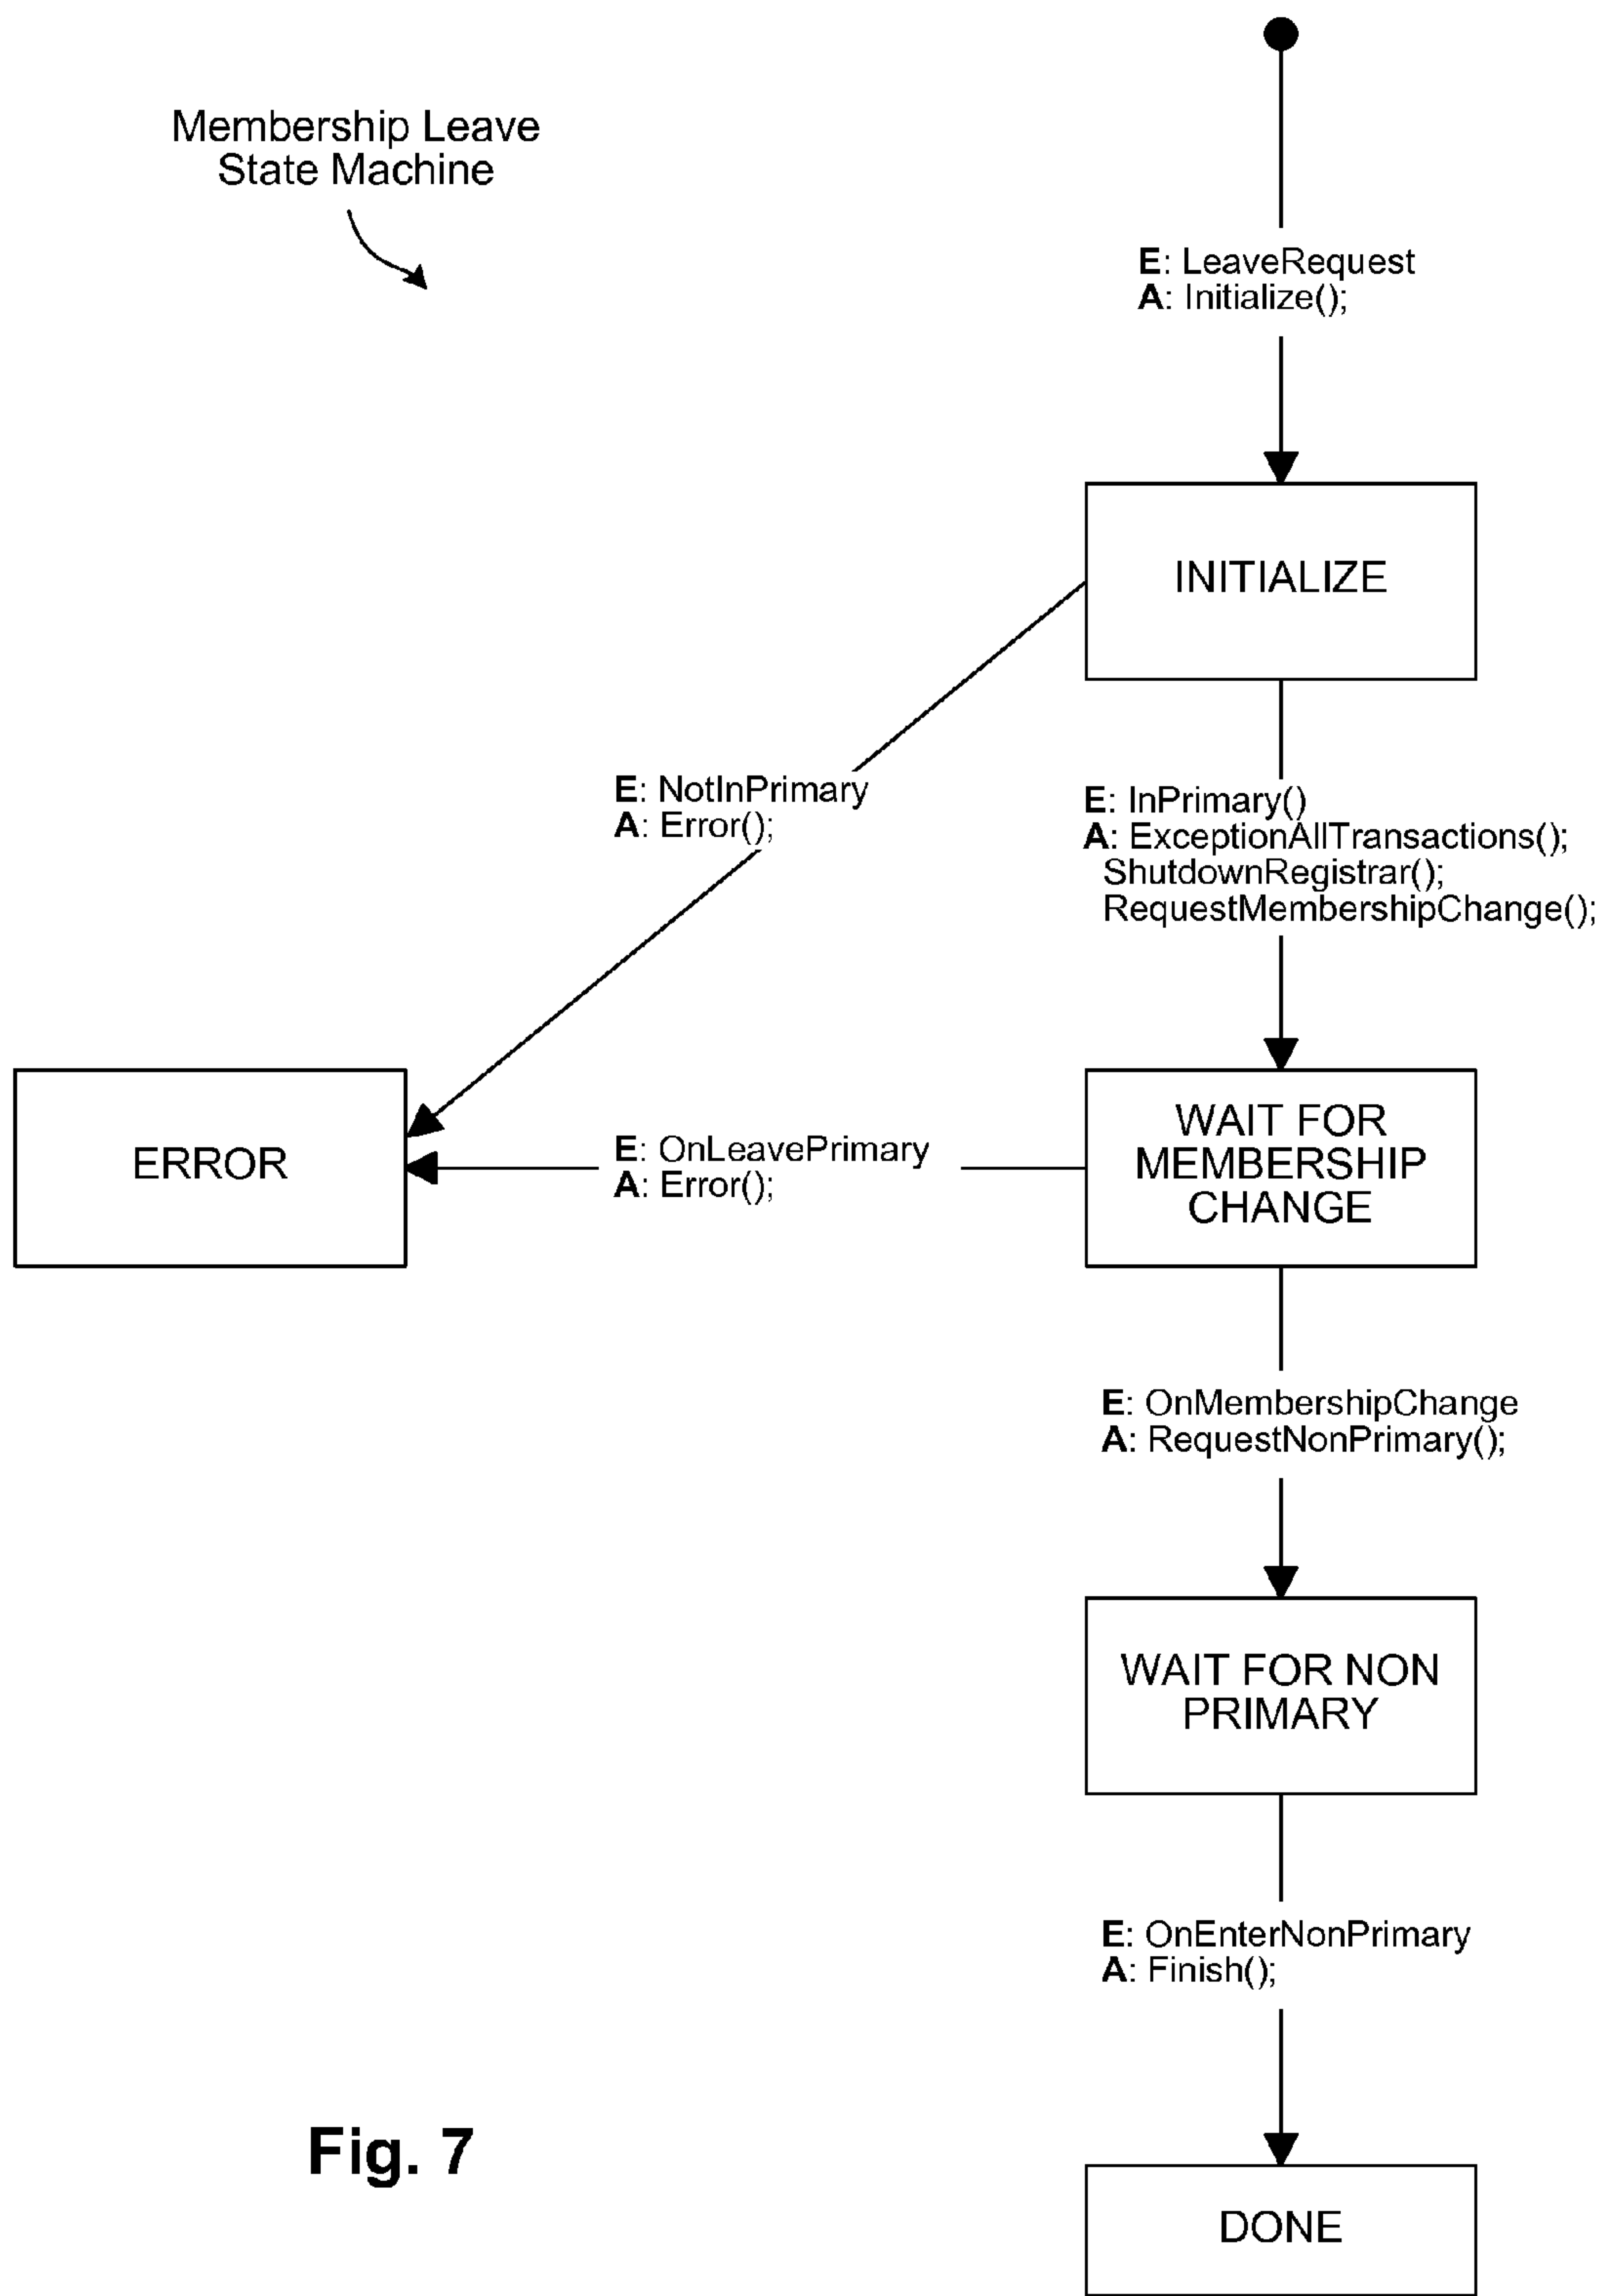 Membership Leave
State Machine
E: LeaveRequest
A: Initialize();
INITIALIZE
E: NotInPrimary
A: Error();
E: InPrimary()
A: ExceptionAllTransactions();
ShutdownRegistrar();
RequestMembershipChange();
ERROR
E: OnLeavePrimary
A: Error();
WAIT FOR
MEMBERSHIP
CHANGE
E: OnMembershipChange
A: RequestNonPrimary();
WAIT FOR NON
PRIMARY
E: OnEnterNonPrimary
A: Finish();
Fig. 7
DONE